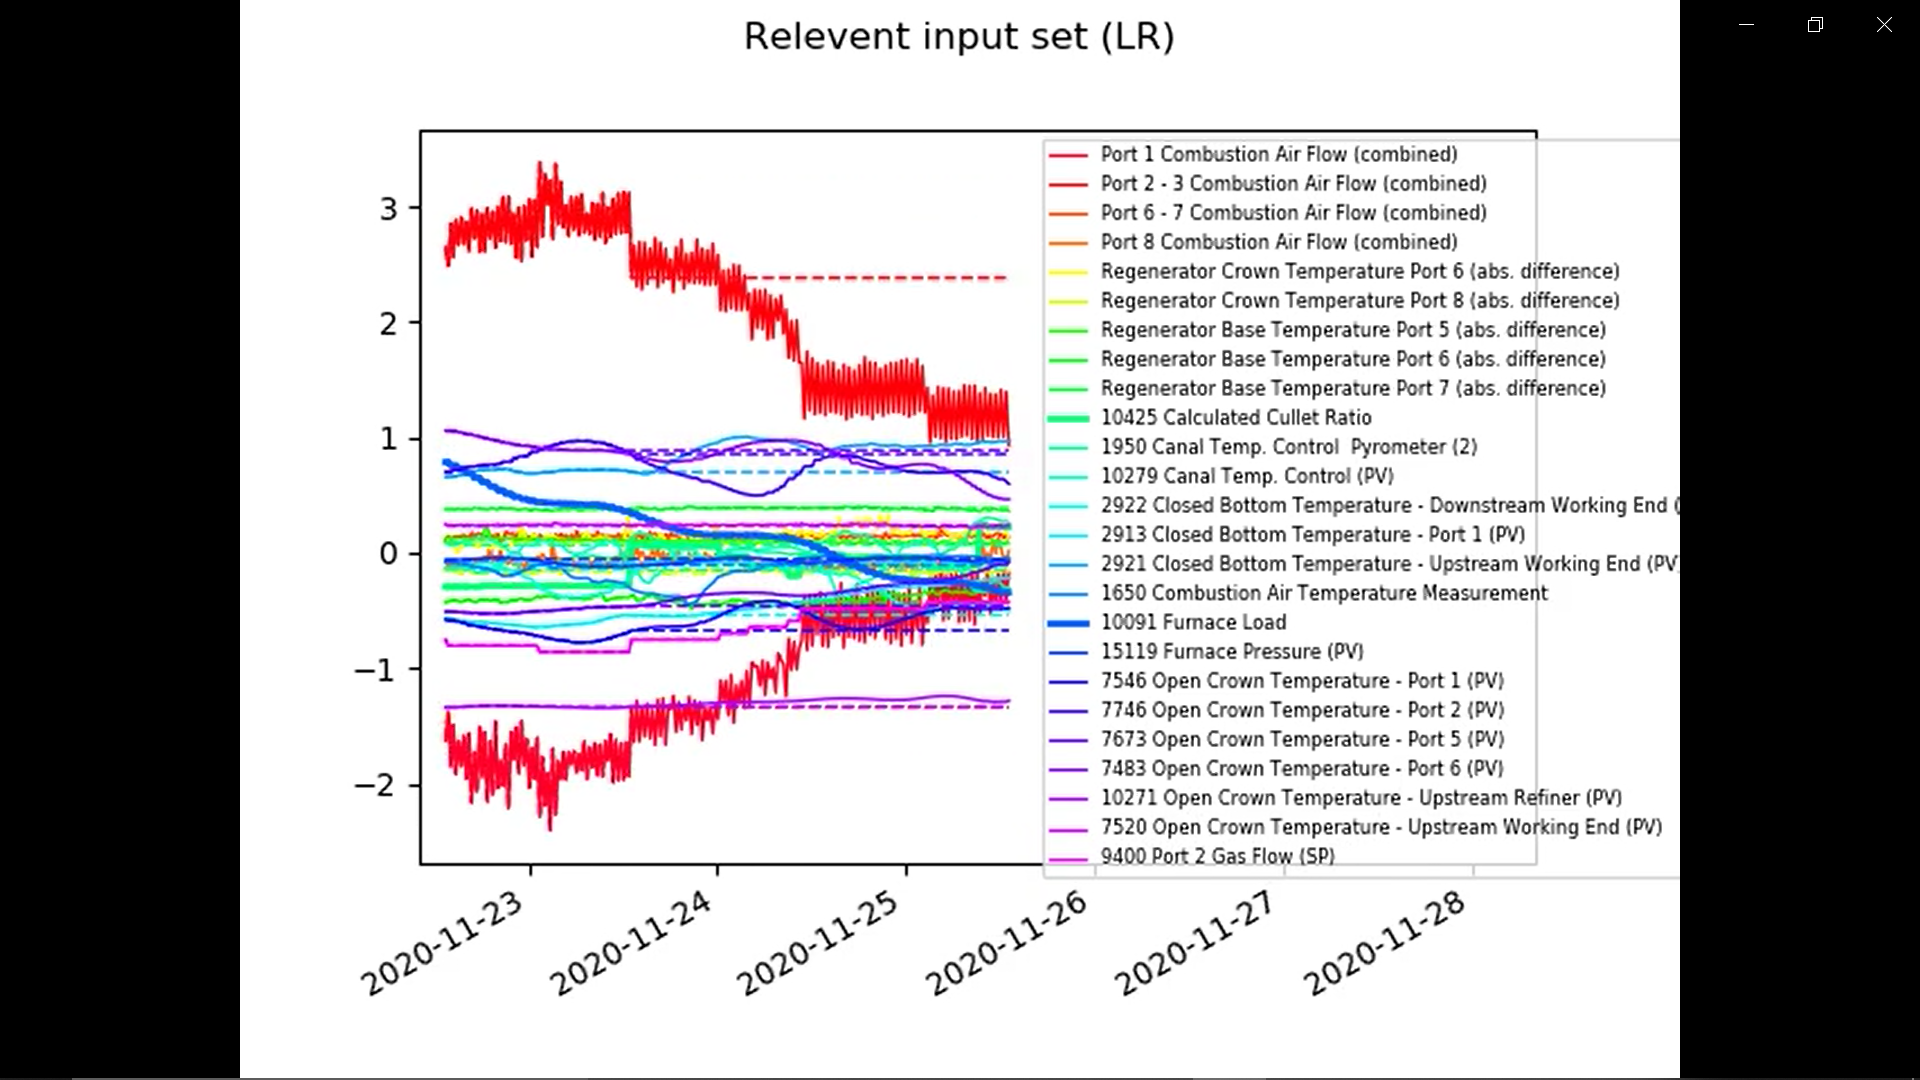 Relevent input set (LR)
3
2
1
0
−1
−2
Port 1 Combustion Air Flow (combined)
Port 2 - 3 Combustion Air Flow (combined)
Port 6 - 7 Combustion Air Flow (combined)
Port 8 Combustion Air Flow (combined)
Regenerator Crown Temperature Port 6 (abs. difference)
Regenerator Crown Temperature Port 8 (abs. difference)
Regenerator Base Temperature Port 5 (abs. difference)
Regenerator Base Temperature Port 6 (abs. difference)
Regenerator Base Temperature Port 7 (abs. difference)
10425 Calculated Cullet Ratio
1950 Canal Temp. Control  Pyrometer (2)
10279 Canal Temp. Control (PV)
2922 Closed Bottom Temperature - Downstream Working End (
2913 Closed Bottom Temperature - Port 1 (PV)
2921 Closed Bottom Temperature - Upstream Working End (PV
1650 Combustion Air Temperature Measurement
10091 Furnace Load
15119 Furnace Pressure (PV)
7546 Open Crown Temperature - Port 1 (PV)
7746 Open Crown Temperature - Port 2 (PV)
7673 Open Crown Temperature - Port 5 (PV)
7483 Open Crown Temperature - Port 6 (PV)
10271 Open Crown Temperature - Upstream Refiner (PV)
7520 Open Crown Temperature - Upstream Working End (PV)
9400 Port 2 Gas Flow (SP)
2020-11-23
2020-11-24
2020-11-25
2020-11-26
2020-11-27
2020-11-28